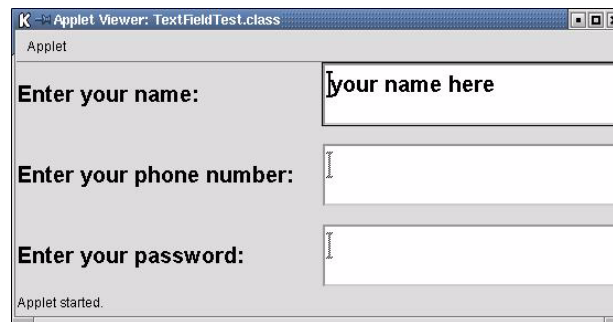 Applet Viewer: TextFieldTest.class
Applet
Enter your name: your name here
Enter your phone number:
Enter your password:
Applet started.